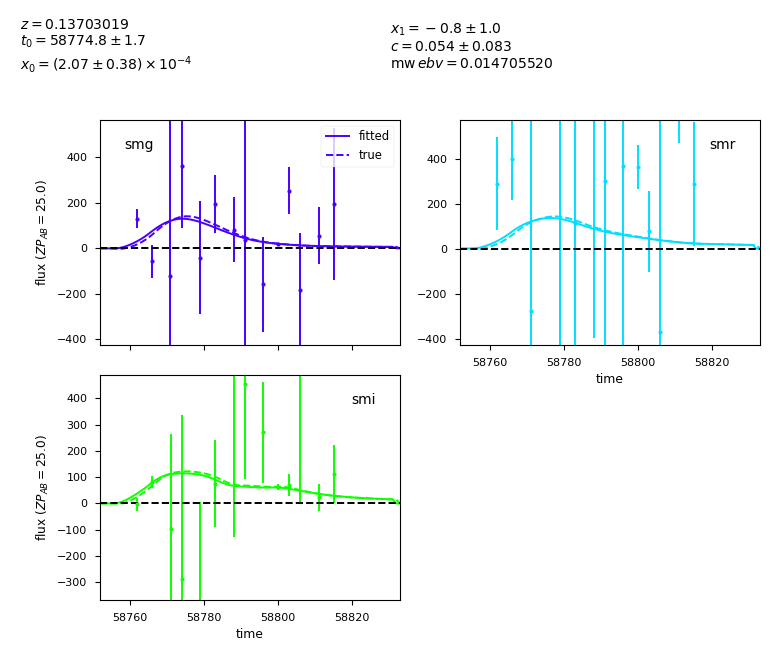 z = 0.13703019
t₀ = 58774.8 ± 1.7
x₀ = (2.07 ± 0.38) × 10⁻⁴
x₁ = − 0.8 ± 1.0
c = 0.054 ± 0.083
mw ebv = 0.014705520
smg
fitted
true
400
200
0
−200
−400
flux (ZP_AB = 25.0)
smr
400
200
0
−200
−400
58760 58780 58800 58820
time
smi
400
300
200
100
0
−100
−200
−300
flux (ZP_AB = 25.0)
58760 58780 58800 58820
time